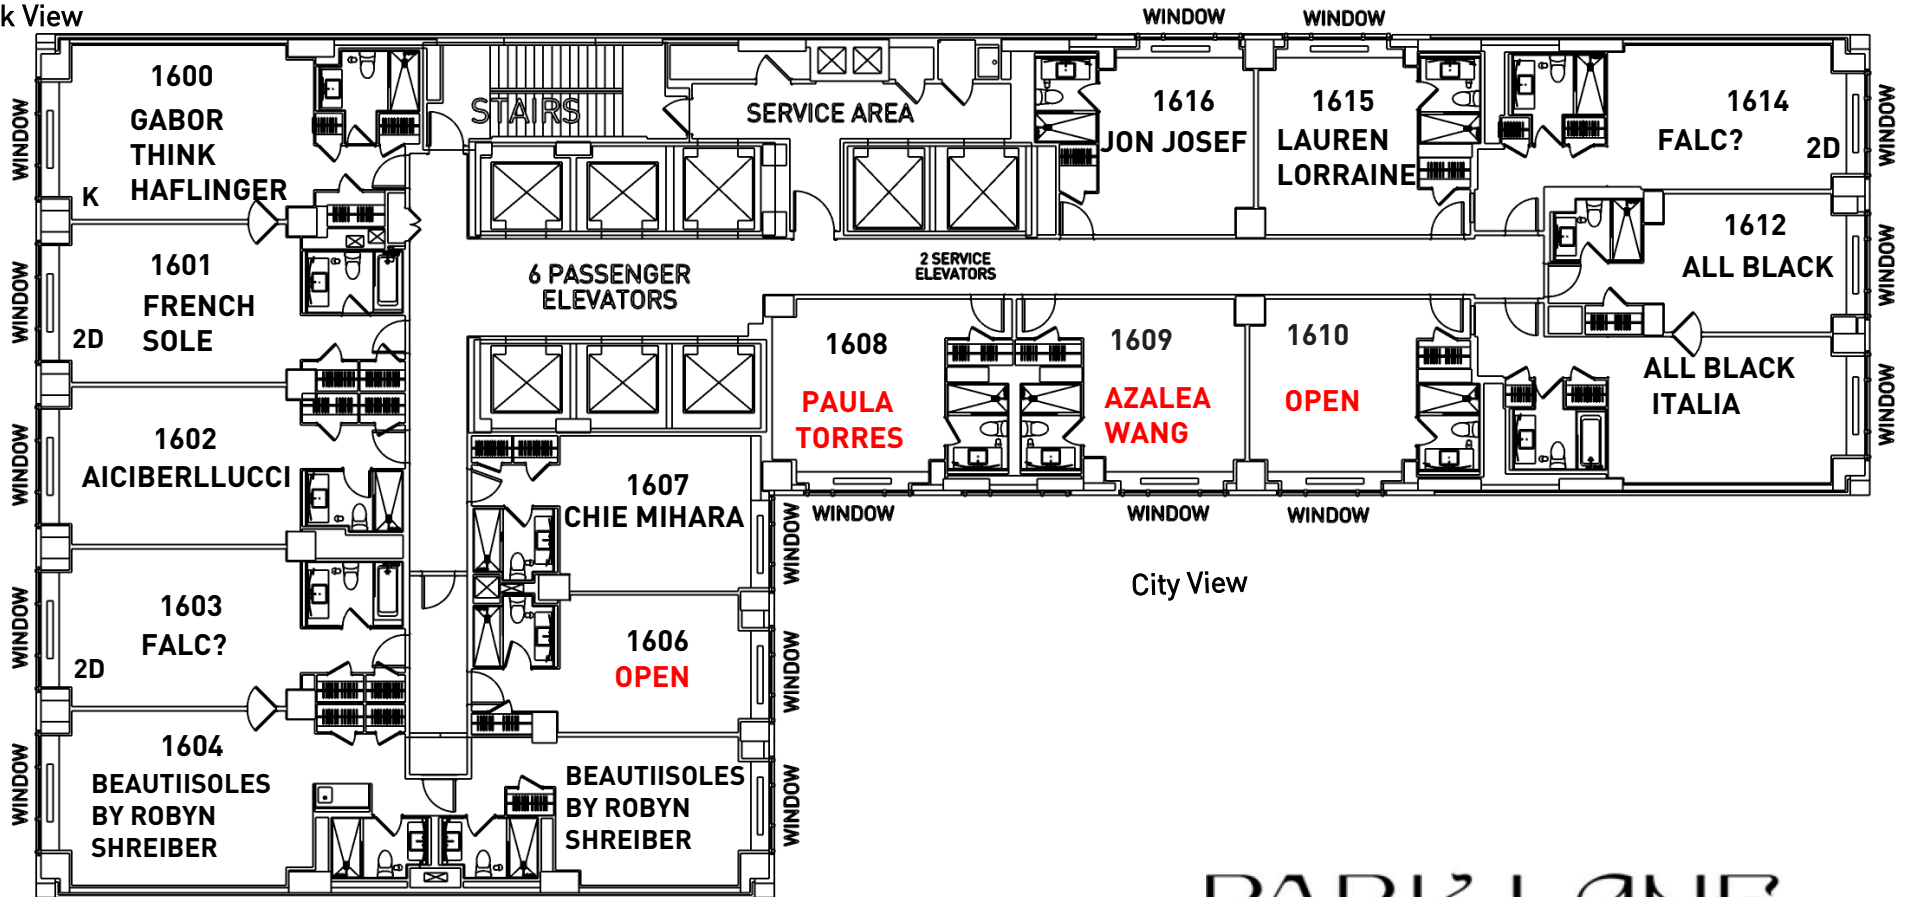 k View
WINDOW
WINDOW
1600
GABOR
THINK
HAFLINGER
K
WINDOW
STAIRS
SERVICE AREA
1616
JON JOSEF
1615
LAUREN
LORRAINE
1614
FALC?
2D
WINDOW
1601
FRENCH
SOLE
2D
WINDOW
6 PASSENGER
ELEVATORS
2 SERVICE
ELEVATORS
1612
ALL BLACK
WINDOW
1602
AICIBERLLUCCI
WINDOW
1608
PAULA
TORRES
WINDOW
1609
AZALEA
WANG
WINDOW
1610
OPEN
WINDOW
ALL BLACK
ITALIA
WINDOW
1607
CHIE MIHARA
WINDOW
City View
1603
FALC?
2D
WINDOW
1606
OPEN
WINDOW
1604
BEAUTIISOLES
BY ROBYN
SHREIBER
WINDOW
BEAUTIISOLES
BY ROBYN
SHREIBER
WINDOW
PARK LANE